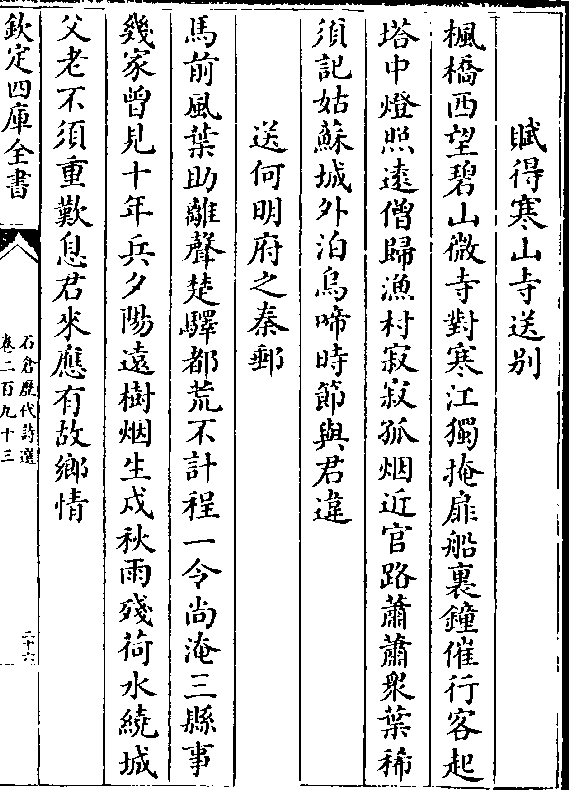 賦得寒山寺送别
楓橋西望碧山微寺對寒江獨掩扉船裏鐘催行客起
塔中燈照逺僧歸漁村寂寂孤烟近官路蕭蕭衆葉稀
須記姑蘇城外泊烏啼時節與君違
送何明府之秦郵
馬前風葉助離聲楚驛都荒不計程一令尚淹三縣事
幾家曾見十年兵夕陽遠樹烟生戍秋雨殘荷水繞城
父老不須重歎息君來應有故鄉情
欽定四庫全書
石倉歷代詩選
卷二百九十三
二十六